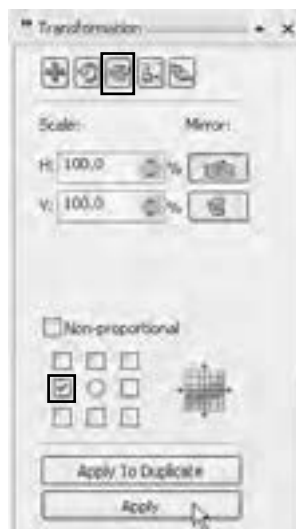 Transformation
Scale: Mirror:
H: 100.0 %
V: 100.0 %
Non-proportional
Apply To Duplicate
Apply